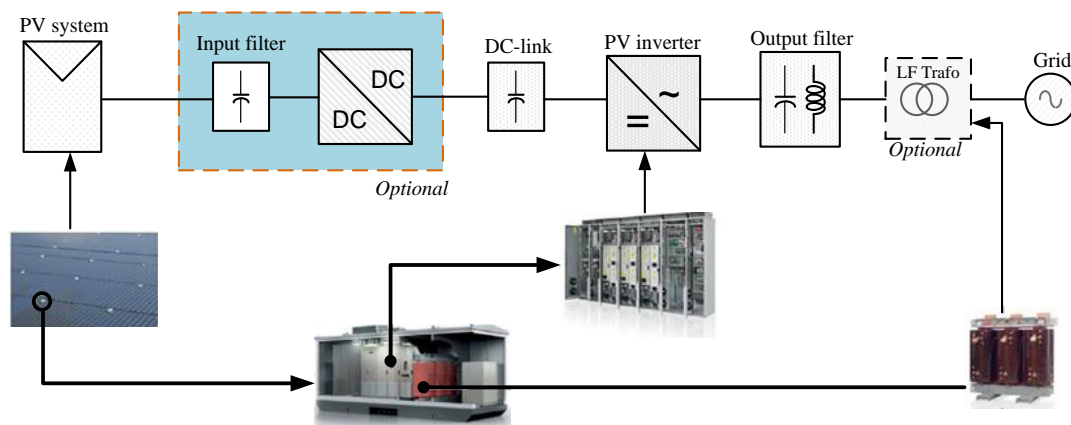 PV system
Input filter
DC
DC
Optional
DC-link
PV inverter
~
=
Output filter
LF Trafo
Optional
Grid